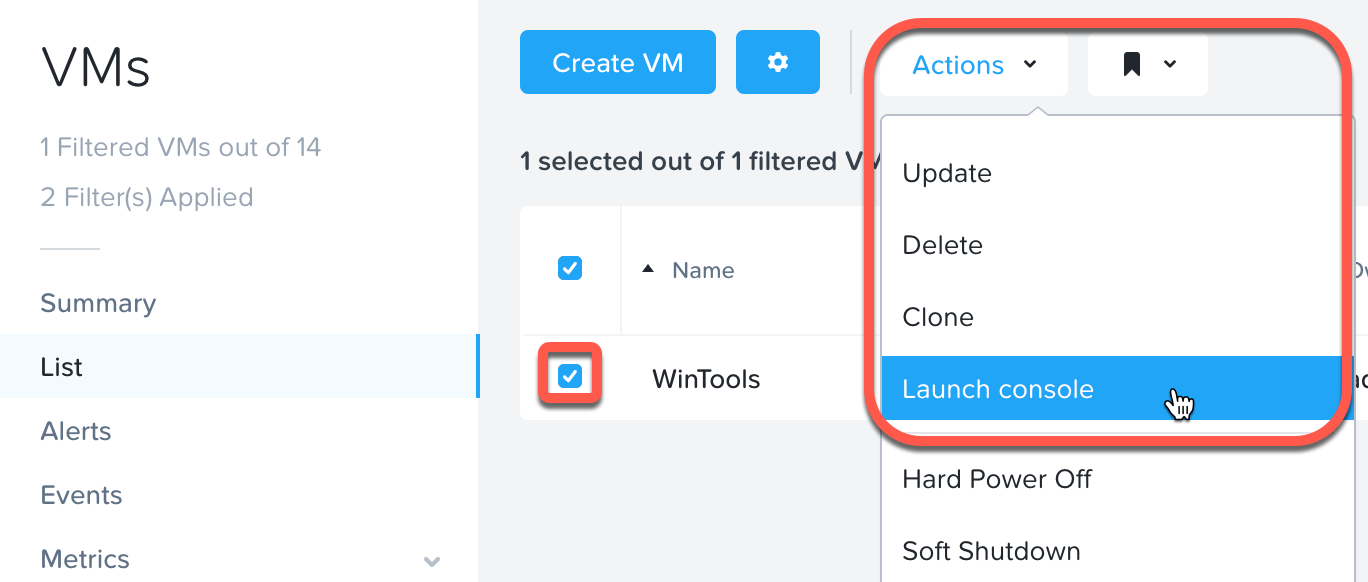 VMs
1 Filtered VMs out of 14
2 Filter(s) Applied
Summary
List
Alerts
Events
Metrics
Create VM
Actions
1 selected out of 1 filtered
Name
WinTools
Update
Delete
Clone
Launch console
Hard Power Off
Soft Shutdown